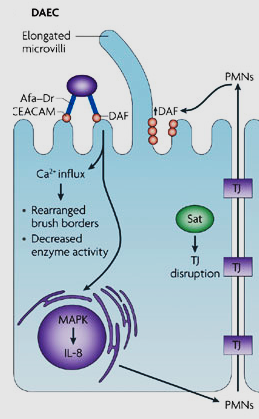 DAEC
Elongated
microvilli
PMNs
Afa–Dr
CEACAM
DAF
↑DAF
Ca²⁺ influx
• Rearranged
brush borders
• Decreased
enzyme activity
Sat
TJ
disruption
TJ
TJ
TJ
MAPK
IL-8
PMNs